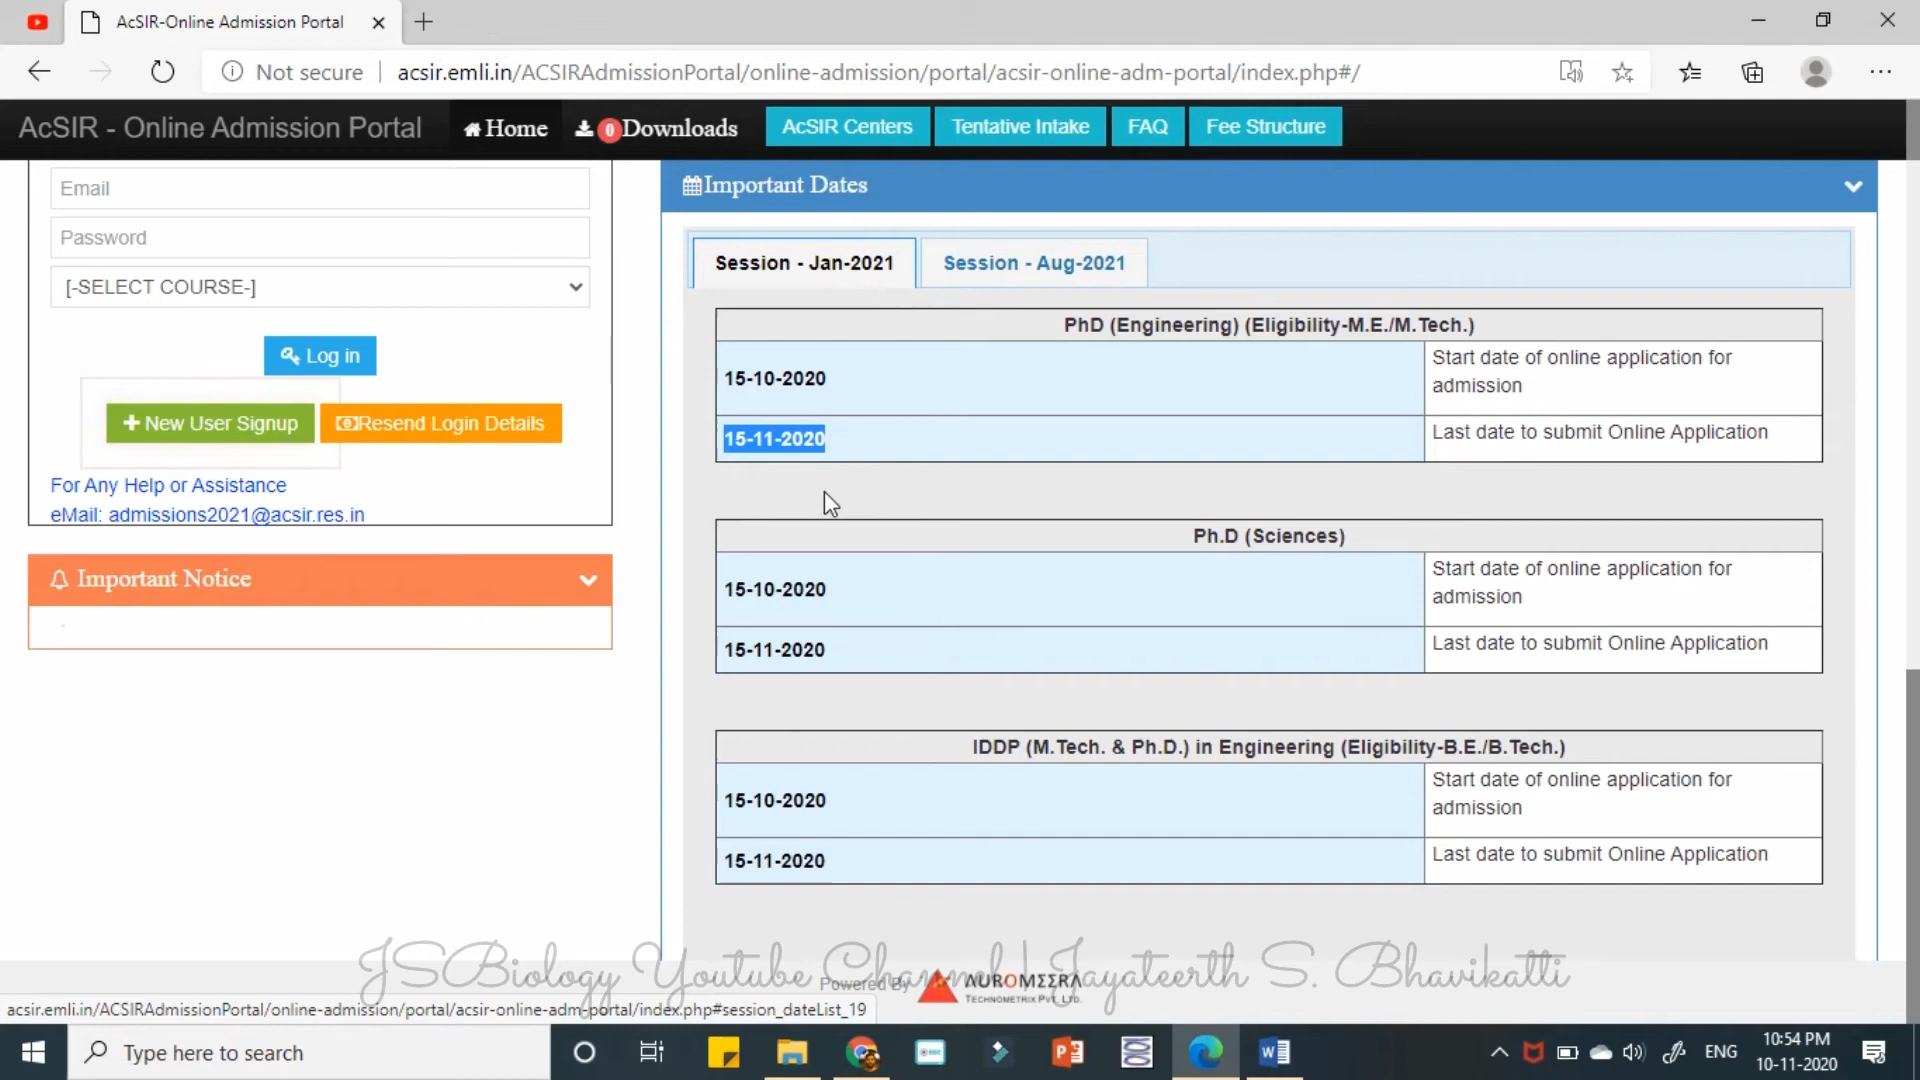 AcSIR-Online Admission Portal
Not secure
acsir.emli.in/ACSIRAdmissionPortal/online-admission/portal/acsir-online-adm-portal/index.php#/
AcSIR - Online Admission Portal
Home
0 Downloads
AcSIR Centers
Tentative Intake
FAQ
Fee Structure
Email
Password
[-SELECT COURSE-]
Log in
New User Signup
Resend Login Details
For Any Help or Assistance
eMail: admissions2021@acsir.res.in
Important Notice
Important Dates
Session - Jan-2021
Session - Aug-2021
PhD (Engineering) (Eligibility-M.E./M.Tech.)
15-10-2020
Start date of online application for
admission
15-11-2020
Last date to submit Online Application
Ph.D (Sciences)
15-10-2020
Start date of online application for
admission
15-11-2020
Last date to submit Online Application
IDDP (M.Tech. & Ph.D.) in Engineering (Eligibility-B.E./B.Tech.)
15-10-2020
Start date of online application for
admission
15-11-2020
Last date to submit Online Application
JSBiology Youtube Channel | Jayateerth S. Bhavikatti
Powered By
AUROMEERA
TECHNOMETRIX PVT. LTD.
acsir.emli.in/ACSIRAdmissionPortal/online-admission/portal/acsir-online-adm-portal/index.php#session_dateList_19
Type here to search
ENG
10:54 PM
10-11-2020